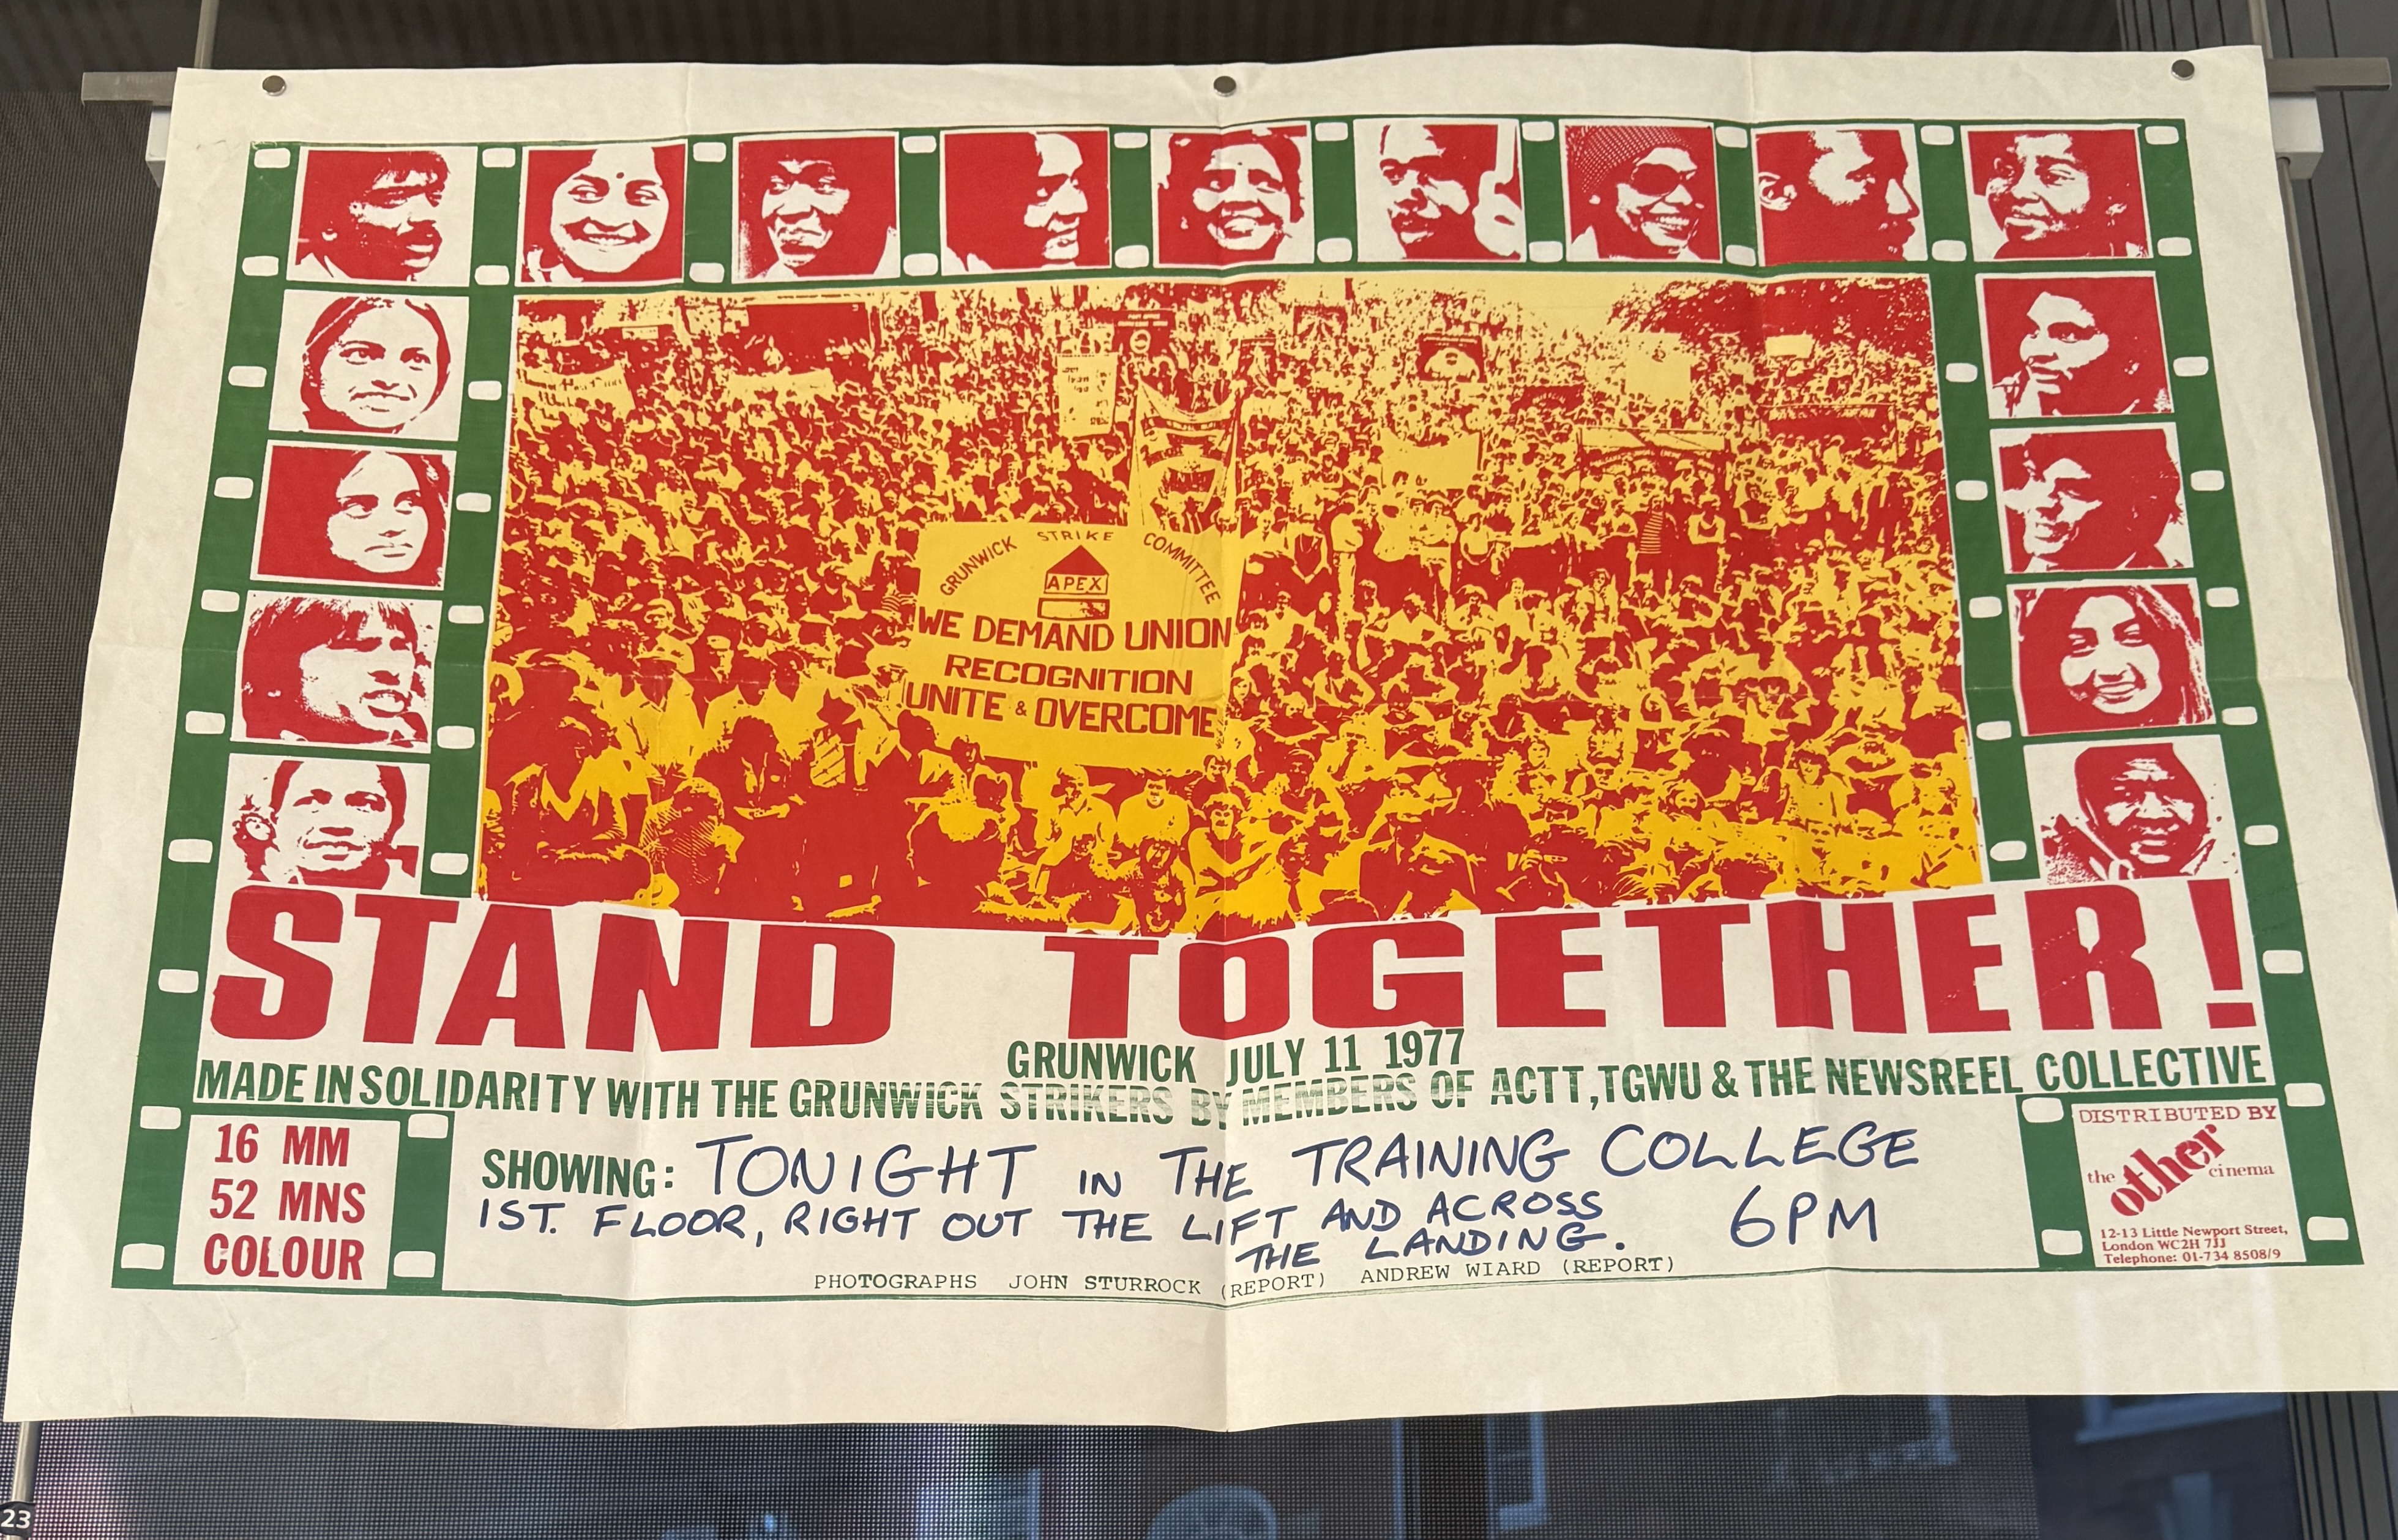 GRUNWICK STRIKE COMMITTEE
APEX
WE DEMAND UNION
RECOGNITION
UNITE & OVERCOME
STAND TOGETHER!
GRUNWICK JULY 11 1977
MADE IN SOLIDARITY WITH THE GRUNWICK STRIKERS BY MEMBERS OF ACTT, TGWU & THE NEWSREEL COLLECTIVE
16 MM
52 MNS
COLOUR
SHOWING: TONIGHT IN THE TRAINING COLLEGE
1ST. FLOOR, RIGHT OUT THE LIFT AND ACROSS
THE LANDING.
6PM
PHOTOGRAPHS JOHN STURROCK (REPORT) ANDREW WIARD (REPORT)
DISTRIBUTED BY
the other cinema
12-13 Little Newport Street,
London WC2H 7JJ
Telephone: 01-734 8508/9
23